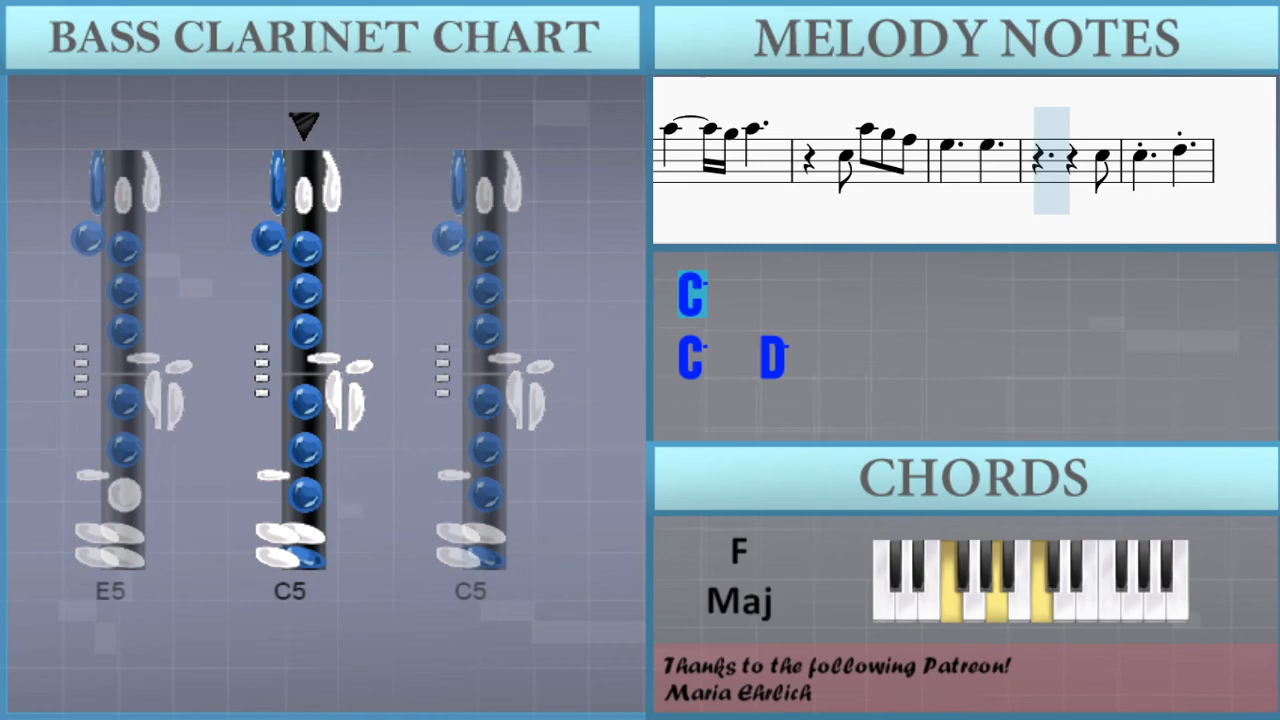 BASS CLARINET CHART
E5 C5 C5
MELODY NOTES
C
C D
CHORDS
F
Maj
Thanks to the following Patreon!
Maria Ehrlich